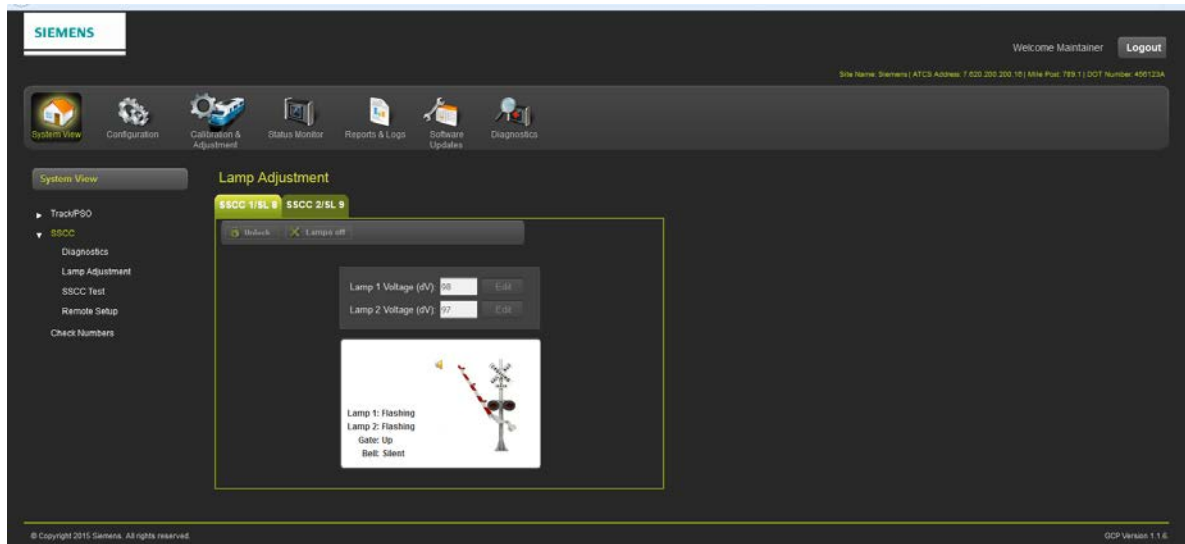 SIEMENS
Welcome Maintainer
Logout
Site Name: Siemens | ATCS Address: 7.620.200.200.16 | Mile Post: 789.1 | DOT Number: 456123A
System View
Configuration
Calibration &
Adjustment
Status Monitor
Reports & Logs
Software
Updates
Diagnostics
System View
Track/PSO
SSCC
Diagnostics
Lamp Adjustment
SSCC Test
Remote Setup
Check Numbers
Lamp Adjustment
SSCC 1/SL 8
SSCC 2/SL 9
Unlock
Lamps off
Lamp 1 Voltage (dV): 98 Edit
Lamp 2 Voltage (dV): 97 Edit
Lamp 1: Flashing
Lamp 2: Flashing
Gate: Up
Bell: Silent
© Copyright 2015 Siemens. All rights reserved.
GCP Version 1.1.6.